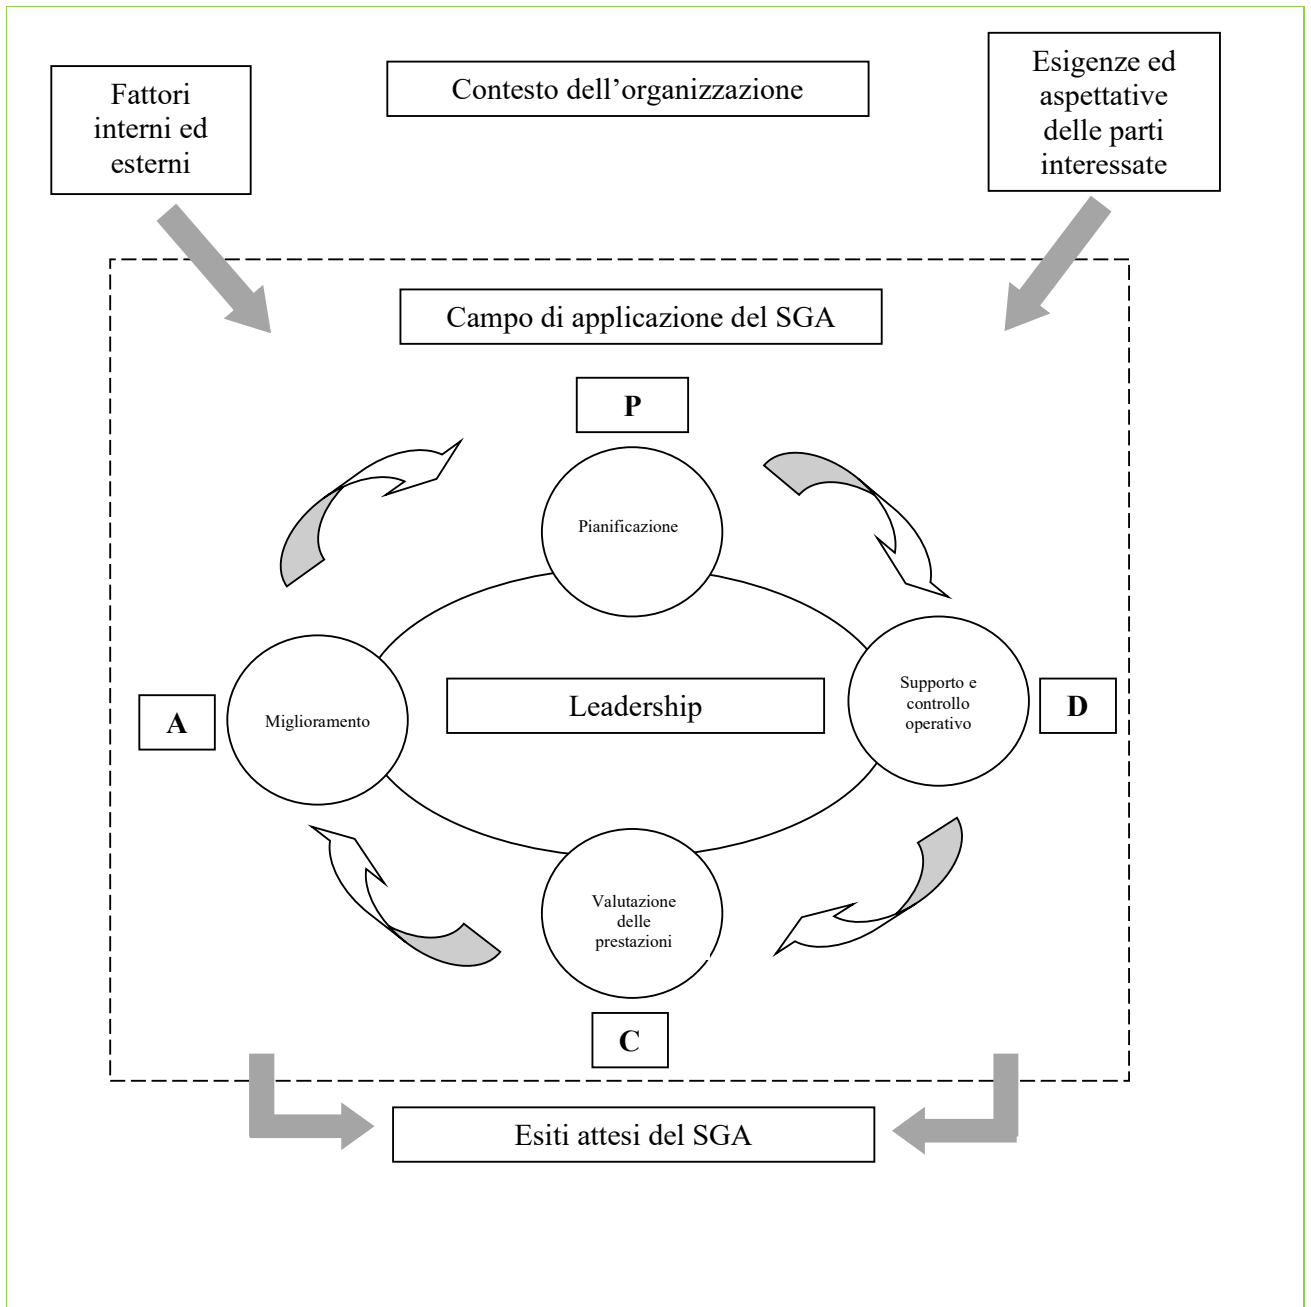 Fattori
interni ed
esterni
Contesto dell’organizzazione
Esigenze ed
aspettative
delle parti
interessate
Campo di applicazione del SGA
P
Pianificazione
A
Miglioramento
Leadership
Supporto e
controllo
operativo
D
Valutazione
delle
prestazioni
C
Esiti attesi del SGA